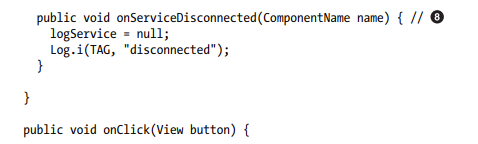 public void onServiceDisconnected(ComponentName name) { // ❽
logService = null;
Log.i(TAG, "disconnected");
}
}
public void onClick(View button) {